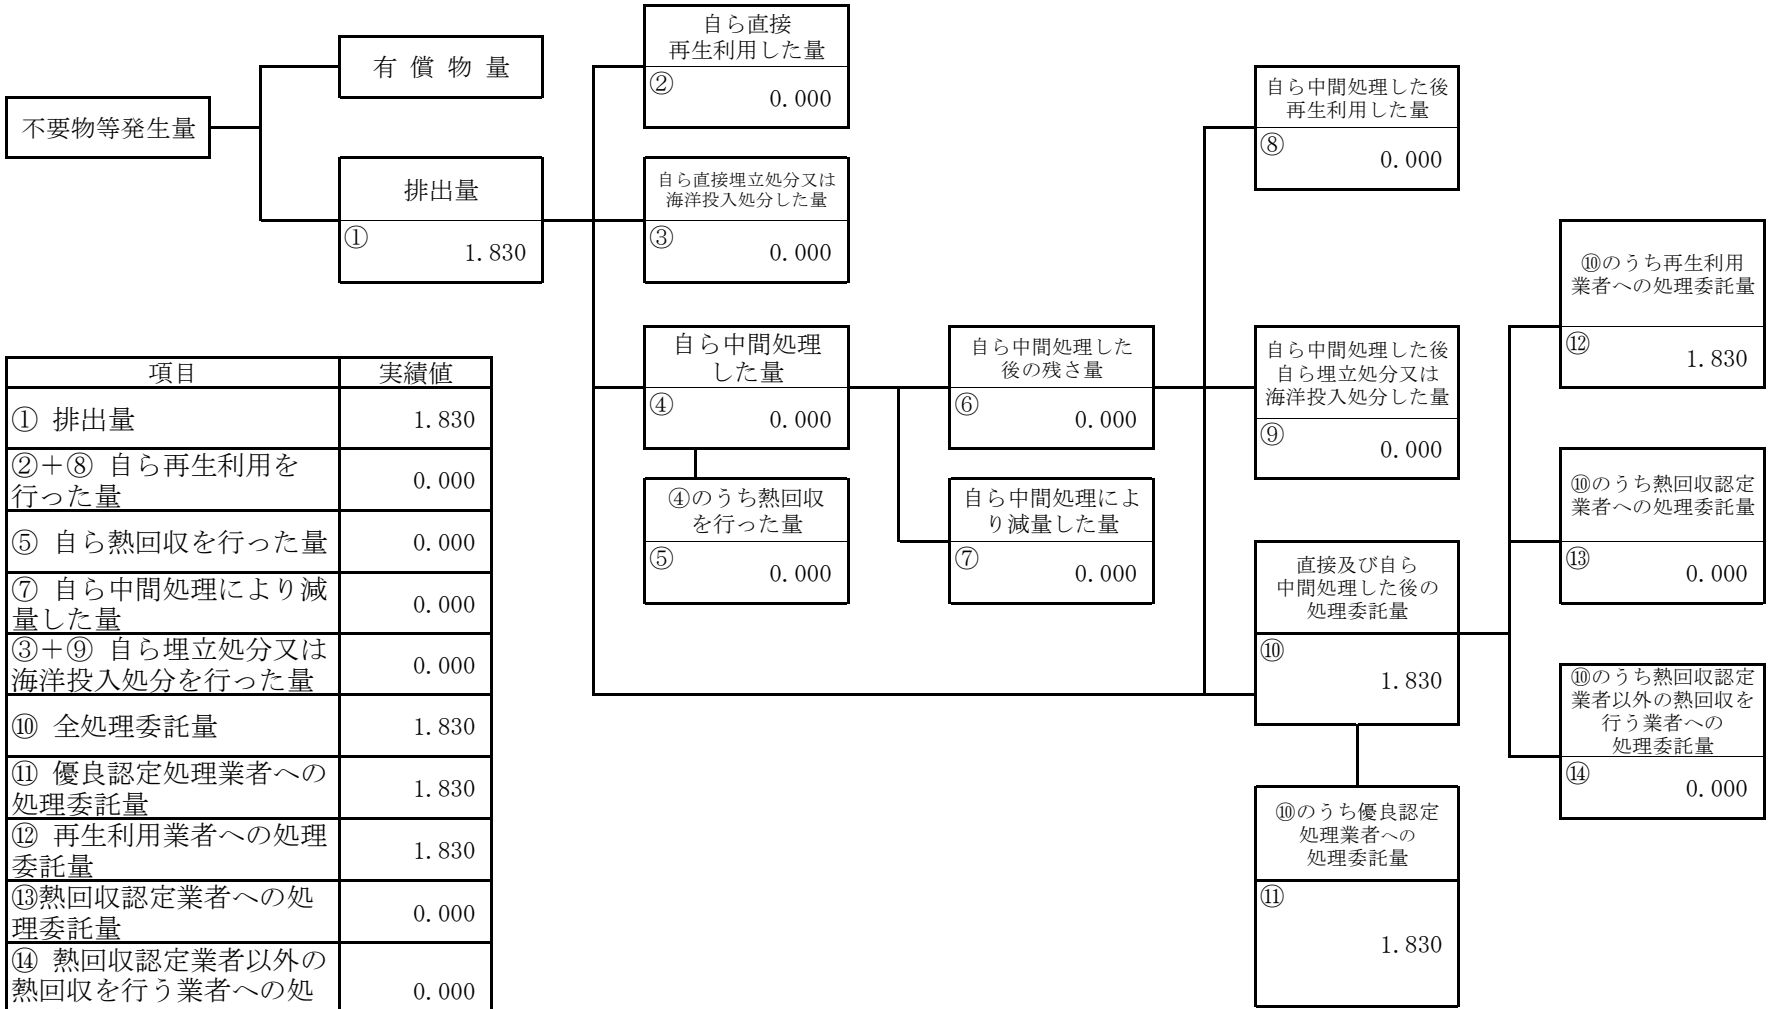 不要物等発生量
有 償 物 量
排出量
①
1.830
自ら直接
再生利用した量
②
0.000
自ら直接埋立処分又は
海洋投入処分した量
③
0.000
自ら中間処理
した量
④
0.000
④のうち熱回収
を行った量
⑤
0.000
自ら中間処理した
後の残さ量
⑥
0.000
自ら中間処理によ
り減量した量
⑦
0.000
自ら中間処理した後
再生利用した量
⑧
0.000
自ら中間処理した後
自ら埋立処分又は
海洋投入処分した量
⑨
0.000
直接及び自ら
中間処理した後の
処理委託量
⑩
1.830
⑩のうち優良認定
処理業者への
処理委託量
⑪
1.830
⑩のうち再生利用
業者への処理委託量
⑫
1.830
⑩のうち熱回収認定
業者への処理委託量
⑬
0.000
⑩のうち熱回収認定
業者以外の熱回収を
行う業者への
処理委託量
⑭
0.000
項目 実績値
① 排出量 1.830
②＋⑧ 自ら再生利用を
行った量 0.000
⑤ 自ら熱回収を行った量 0.000
⑦ 自ら中間処理により減
量した量 0.000
③＋⑨ 自ら埋立処分又は
海洋投入処分を行った量 0.000
⑩ 全処理委託量 1.830
⑪ 優良認定処理業者への
処理委託量 1.830
⑫ 再生利用業者への処理
委託量 1.830
⑬熱回収認定業者への処
理委託量 0.000
⑭ 熱回収認定業者以外の
熱回収を行う業者への処 0.000